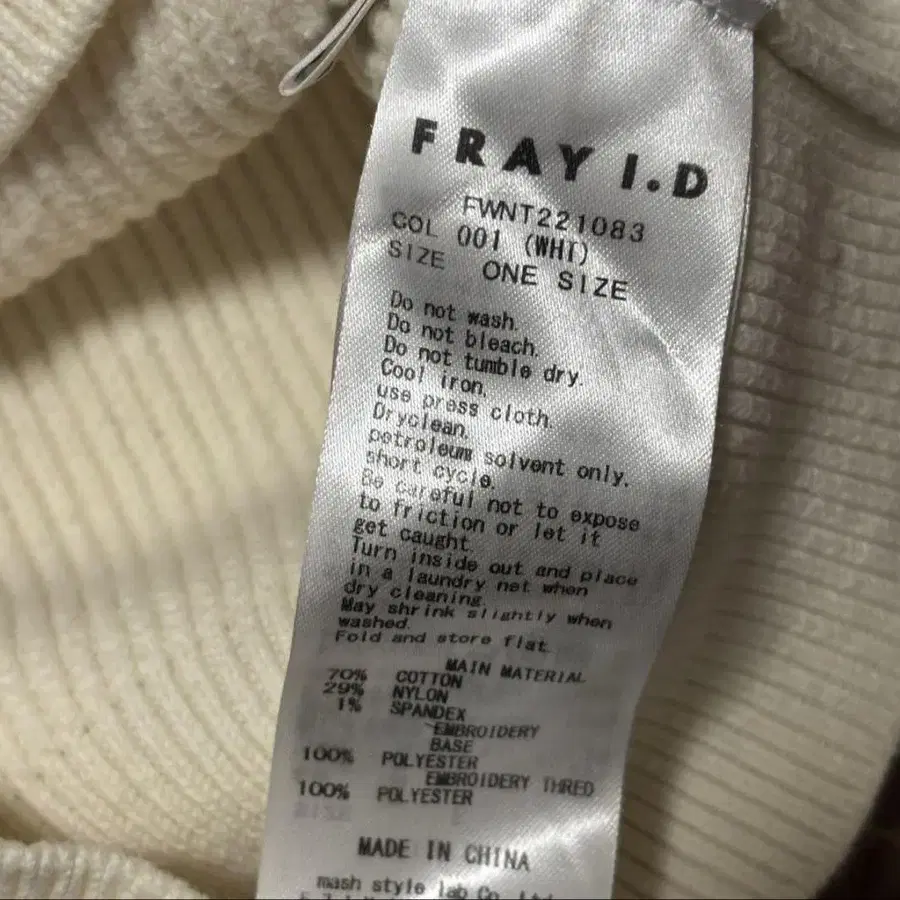 FRAY I.D
FWNT221083
COL 001 (WHT)
SIZE ONE SIZE
Do not wash.
Do not bleach.
Do not tumble dry.
Cool iron.
use press cloth.
Dryclean.
petroleum solvent only.
short cycle.
Be careful not to expose
to friction or let it
get caught.
Turn inside out and place
in a laundry net when
dry cleaning.
May shrink slightly when
washed.
Fold and store flat.
MAIN MATERIAL
70% COTTON
29% NYLON
1% SPANDEX
EMBROIDERY
BASE
100% POLYESTER
EMBROIDERY THRED
100% POLYESTER
MADE IN CHINA
mash style lab Co.,Ltd.